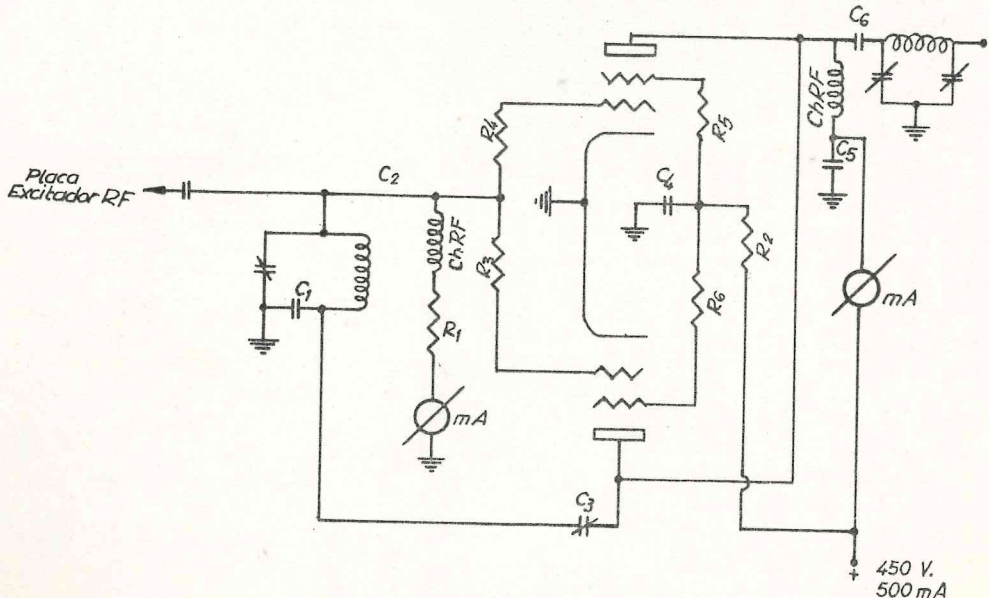 C6
ChRF
R4
R5
C5
Placa
Excitador RF
C2
C4
R2
ChRF
R3
mA
C1
R1
R6
mA
C3
+ 450 V.
500 mA